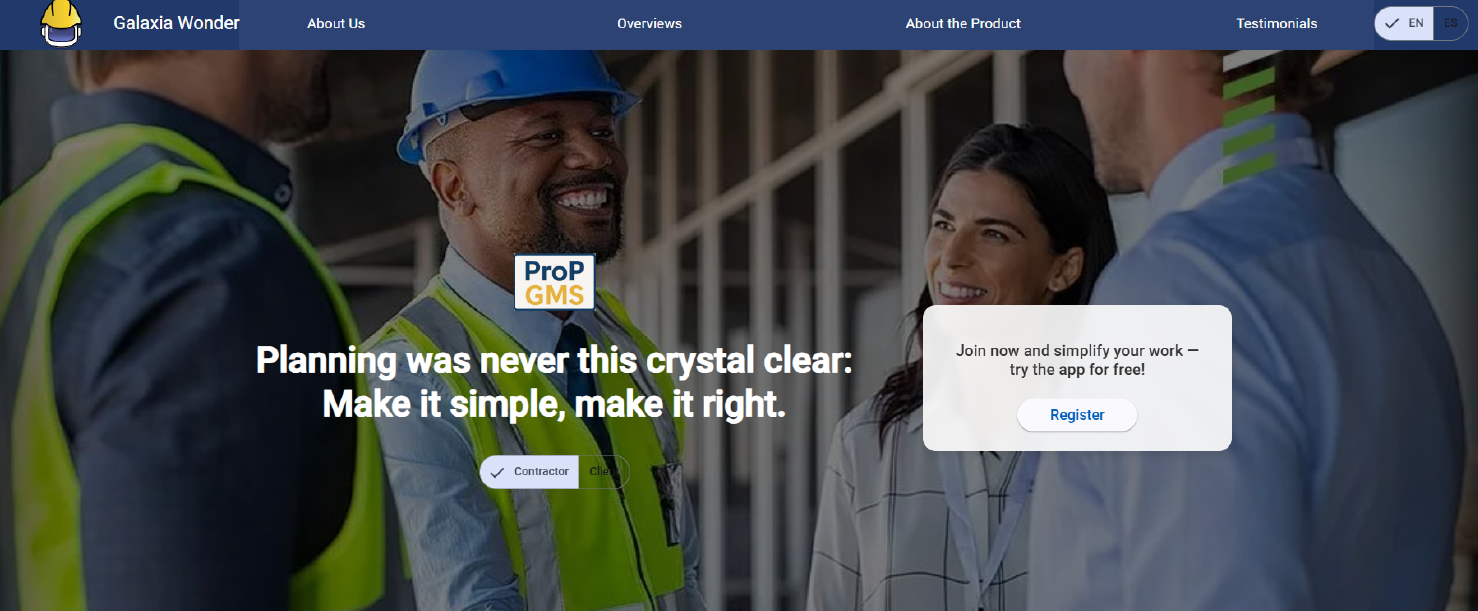 Galaxia Wonder
About Us
Overviews
About the Product
Testimonials
EN
ES
ProP
GMS
Planning was never this crystal clear:
Make it simple, make it right.
Join now and simplify your work —
try the app for free!
Register
Contractor
Client